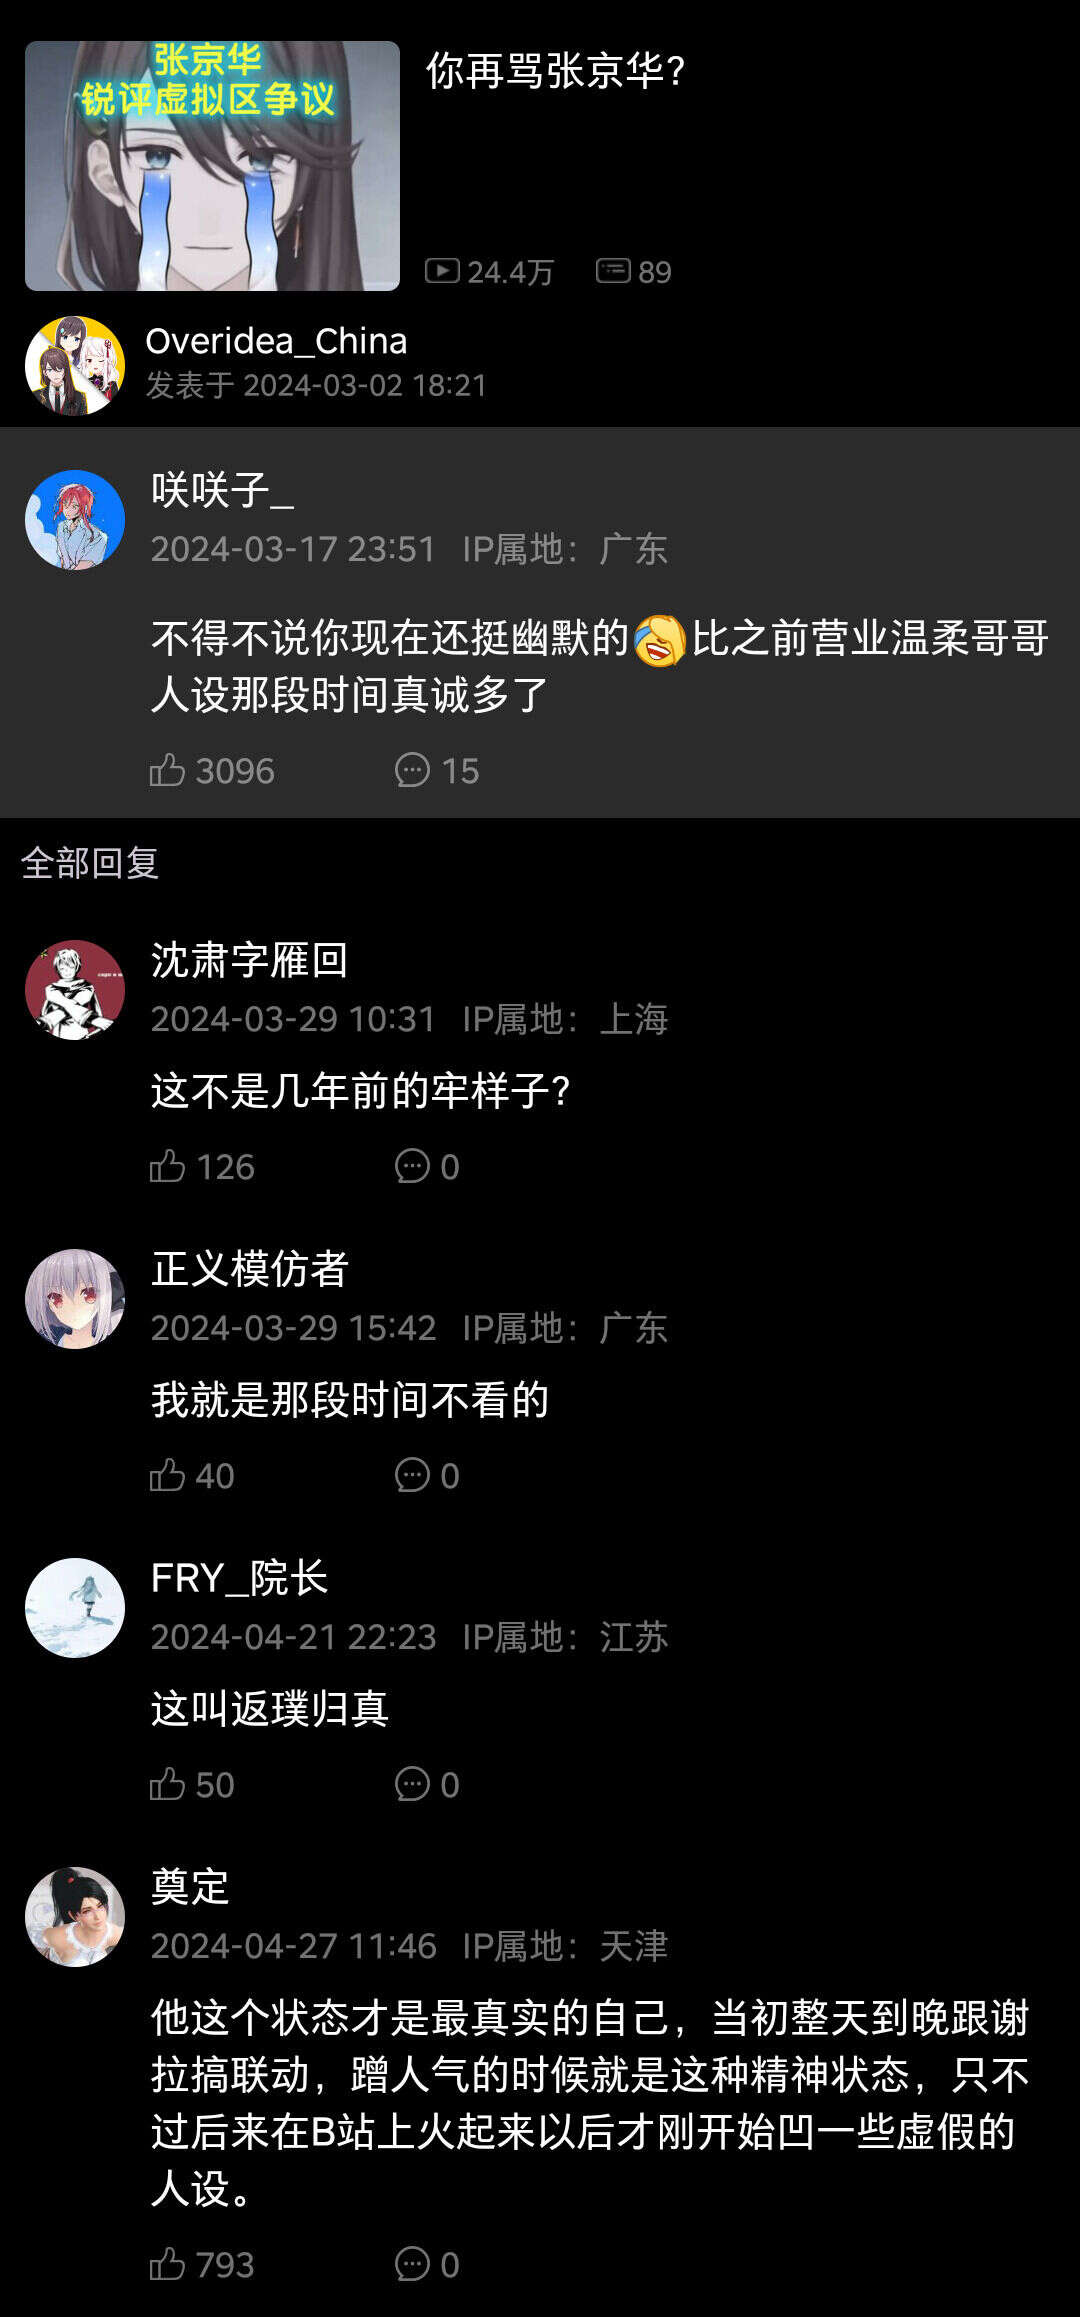 张京华
锐评虚拟区争议
你再骂张京华?
24.4万 89
Overidea_China
发表于 2024-03-02 18:21
咲咲子_
2024-03-17 23:51 IP属地：广东
不得不说你现在还挺幽默的比之前营业温柔哥哥
人设那段时间真诚多了
3096 15
全部回复
沈肃字雁回
2024-03-29 10:31 IP属地：上海
这不是几年前的牢样子?
126 0
正义模仿者
2024-03-29 15:42 IP属地：广东
我就是那段时间不看的
40 0
FRY_院长
2024-04-21 22:23 IP属地：江苏
这叫返璞归真
50 0
奠定
2024-04-27 11:46 IP属地：天津
他这个状态才是最真实的自己，当初整天到晚跟谢
拉搞联动，蹭人气的时候就是这种精神状态，只不
过后来在B站上火起来以后才刚开始凹一些虚假的
人设。
793 0